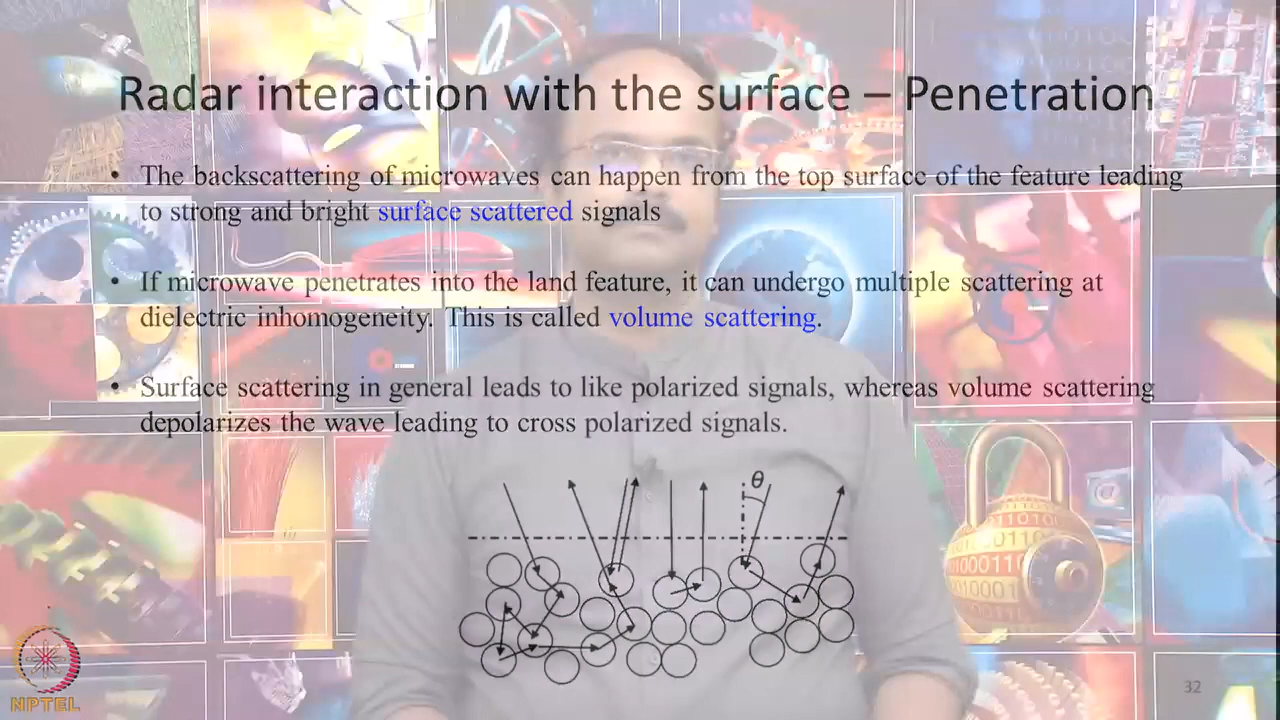 Radar interaction with the surface – Penetration
• The backscattering of microwaves can happen from the top surface of the feature leading
to strong and bright surface scattered signals
• If microwave penetrates into the land feature, it can undergo multiple scattering at
dielectric inhomogeneity. This is called volume scattering.
• Surface scattering in general leads to like polarized signals, whereas volume scattering
depolarizes the wave leading to cross polarized signals.
θ
32
NPTEL